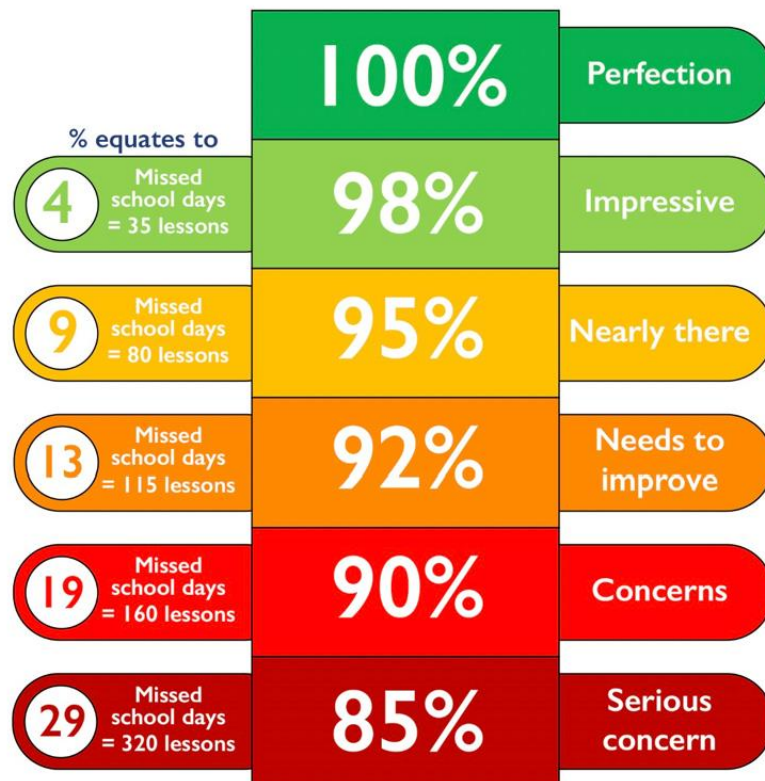 100%
Perfection
% equates to
4
Missed
school days
= 35 lessons
98%
Impressive
9
Missed
school days
= 80 lessons
95%
Nearly there
13
Missed
school days
= 115 lessons
92%
Needs to
improve
19
Missed
school days
= 160 lessons
90%
Concerns
29
Missed
school days
= 320 lessons
85%
Serious
concern